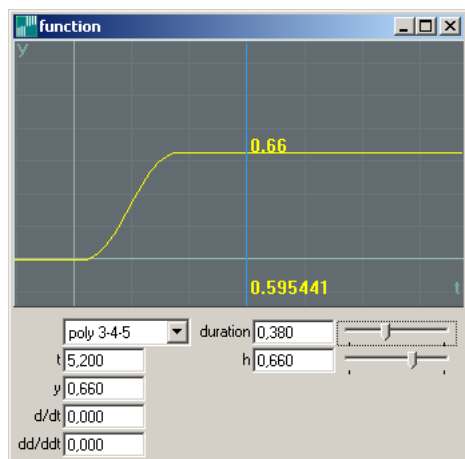 function
y
0.66
0.595441 t
poly 3-4-5 duration 0,380
t 5,200 h 0,660
y 0,660
d/dt 0,000
dd/ddt 0,000